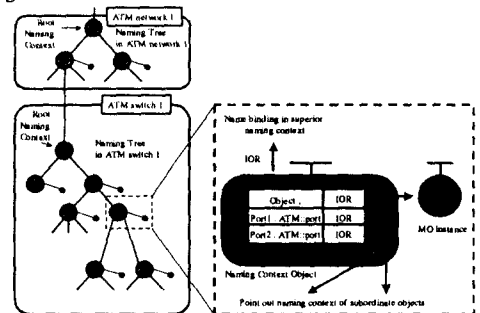 ATM network 1
Root
Naming
Context
Naming Tree
in ATM network 1
ATM switch 1
Root
Naming
Context
Naming Tree
in ATM switch 1
Name binding in superior
naming context
IOR
Object , IOR
Port1 . ATM::port IOR
Port2 . ATM::port IOR
MO Instance
Naming Context Object
Point out naming context of subordinate objects